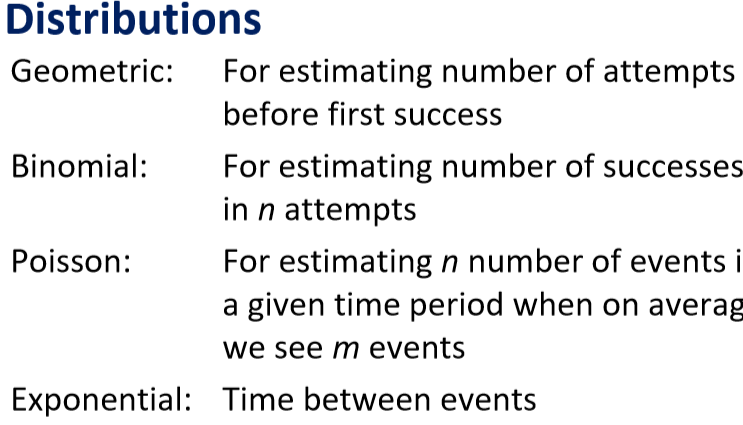 Distributions
Geometric: For estimating number of attempts
before first success
Binomial: For estimating number of successes
in n attempts
Poisson: For estimating n number of events i
a given time period when on averag
we see m events
Exponential: Time between events